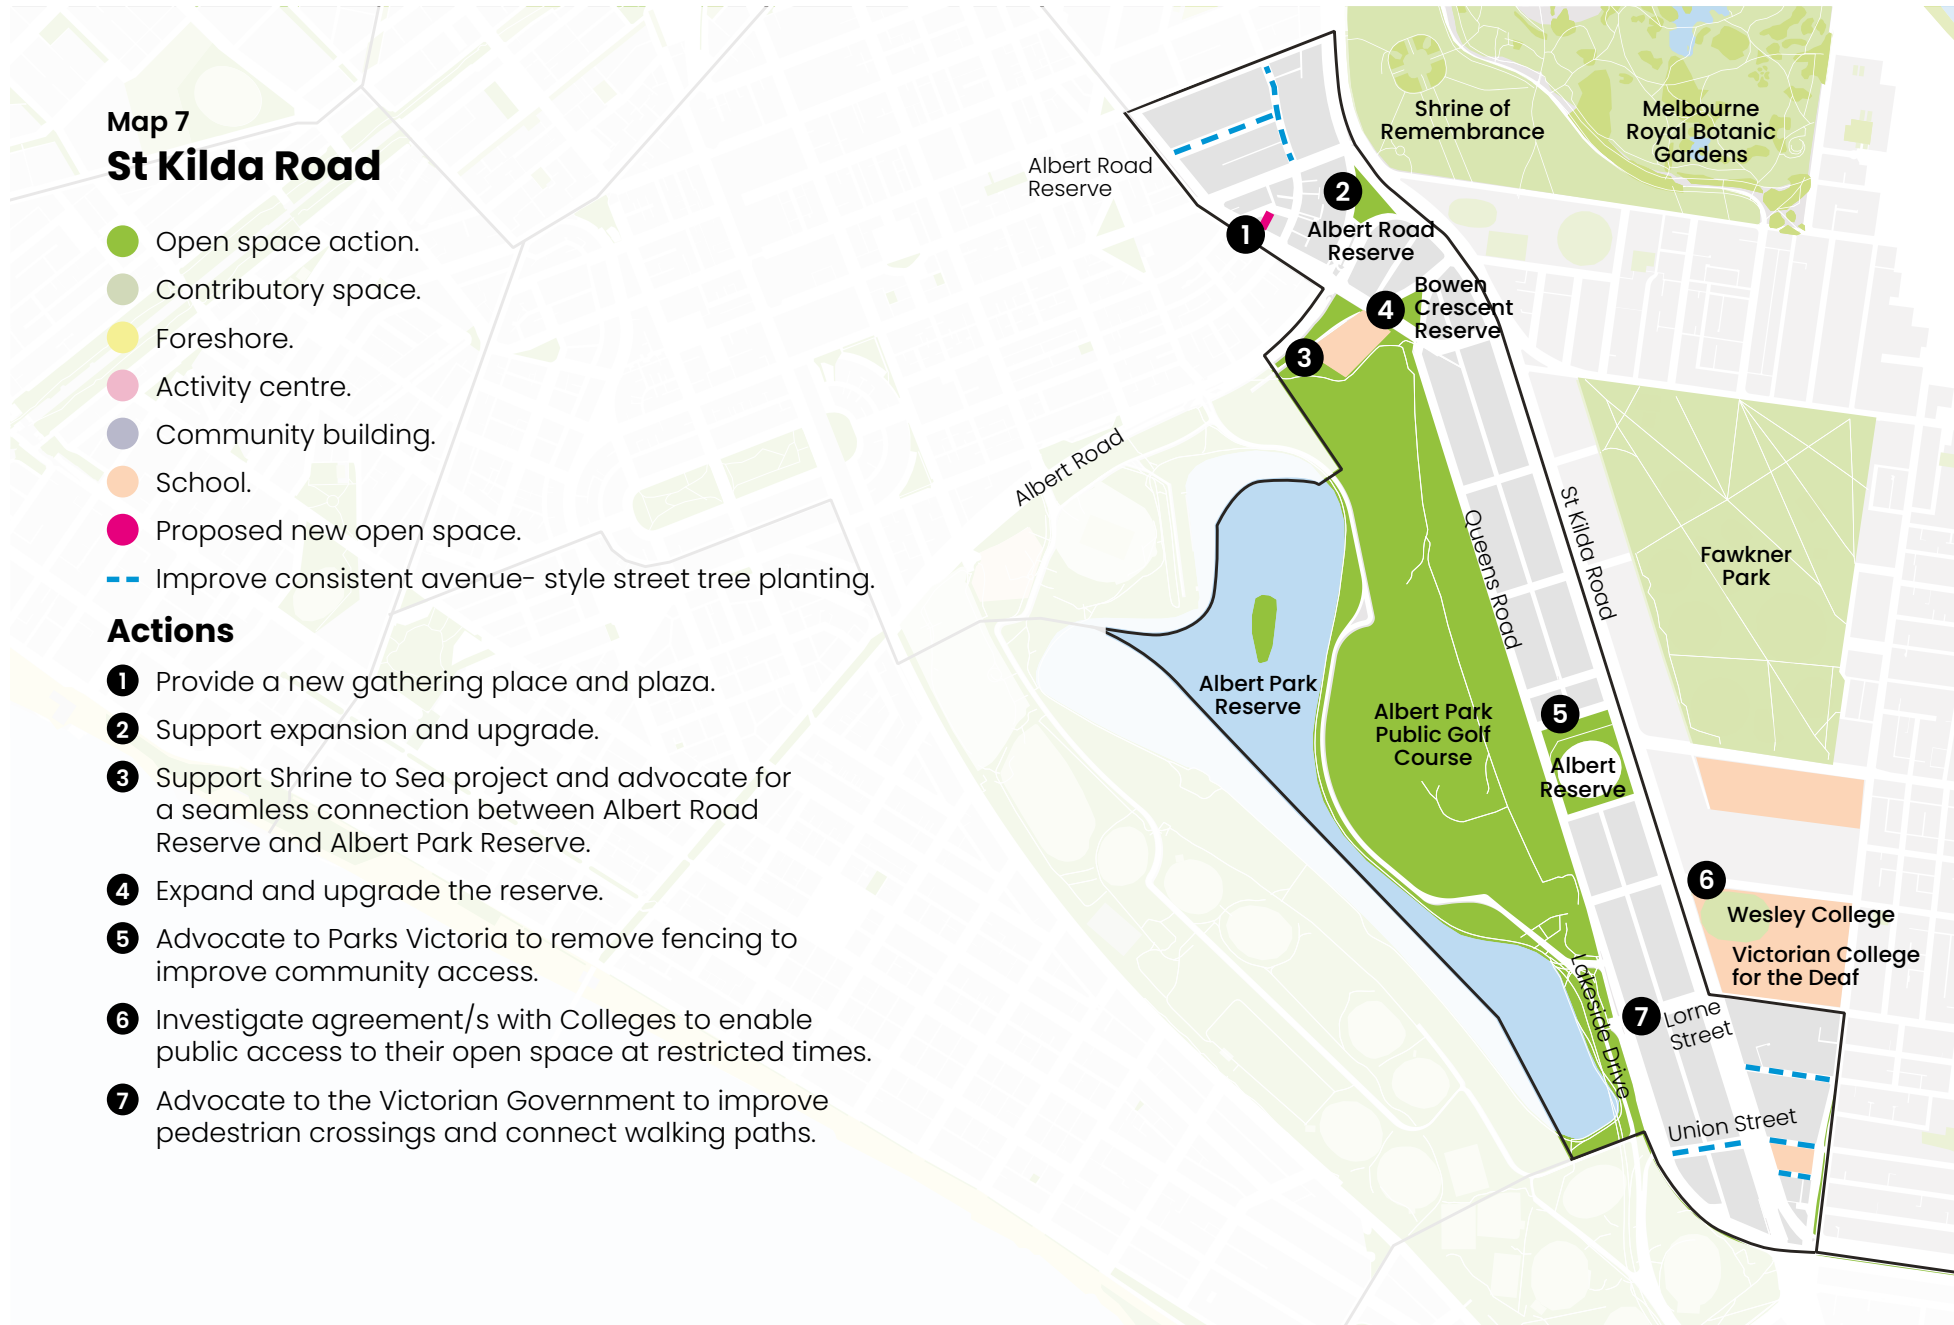 Map 7
St Kilda Road
Open space action.
Contributory space.
Foreshore.
Activity centre.
Community building.
School.
Proposed new open space.
Improve consistent avenue- style street tree planting.
Actions
1 Provide a new gathering place and plaza.
2 Support expansion and upgrade.
3 Support Shrine to Sea project and advocate for
a seamless connection between Albert Road
Reserve and Albert Park Reserve.
4 Expand and upgrade the reserve.
5 Advocate to Parks Victoria to remove fencing to
improve community access.
6 Investigate agreement/s with Colleges to enable
public access to their open space at restricted times.
7 Advocate to the Victorian Government to improve
pedestrian crossings and connect walking paths.
Shrine of
Remembrance
Melbourne
Royal Botanic
Gardens
Albert Road
Reserve
2
1
Albert Road
Reserve
Bowen
Crescent
Reserve
4
3
Albert Road
St Kilda Road
Queens Road
Fawkner
Park
Albert Park
Reserve
Albert Park
Public Golf
Course
5
Albert
Reserve
6
Wesley College
Victorian College
for the Deaf
Lakeside Drive
7
Lorne
Street
Union Street